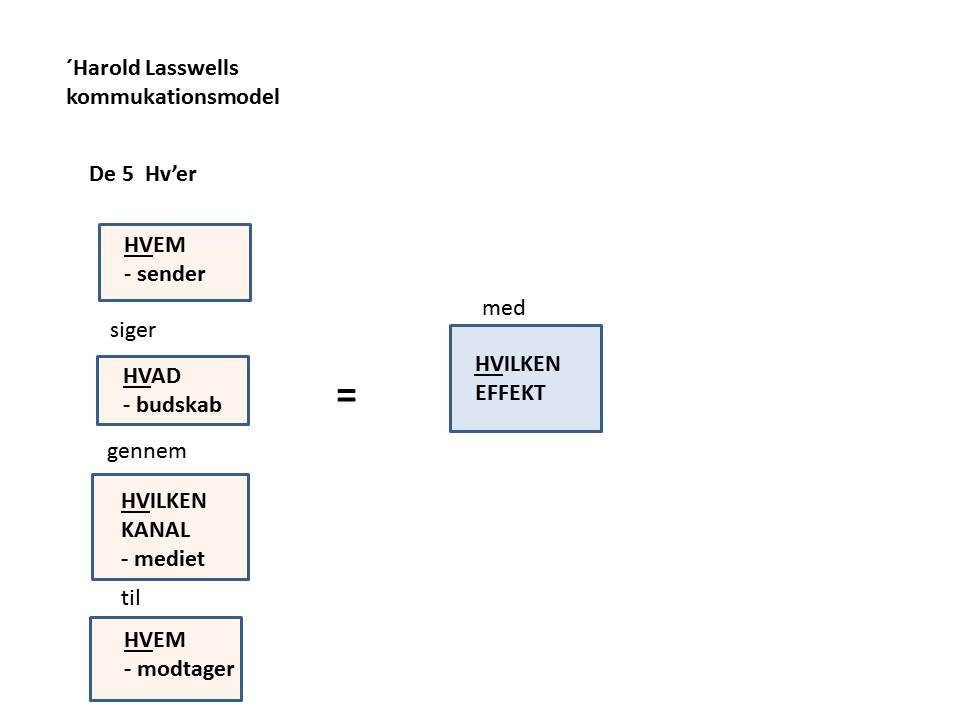 ´Harold Lasswells
kommukationsmodel
De 5 Hv’er
HVEM
- sender
siger
HVAD
- budskab
gennem
HVILKEN
KANAL
- mediet
til
HVEM
- modtager
=
med
HVILKEN
EFFEKT